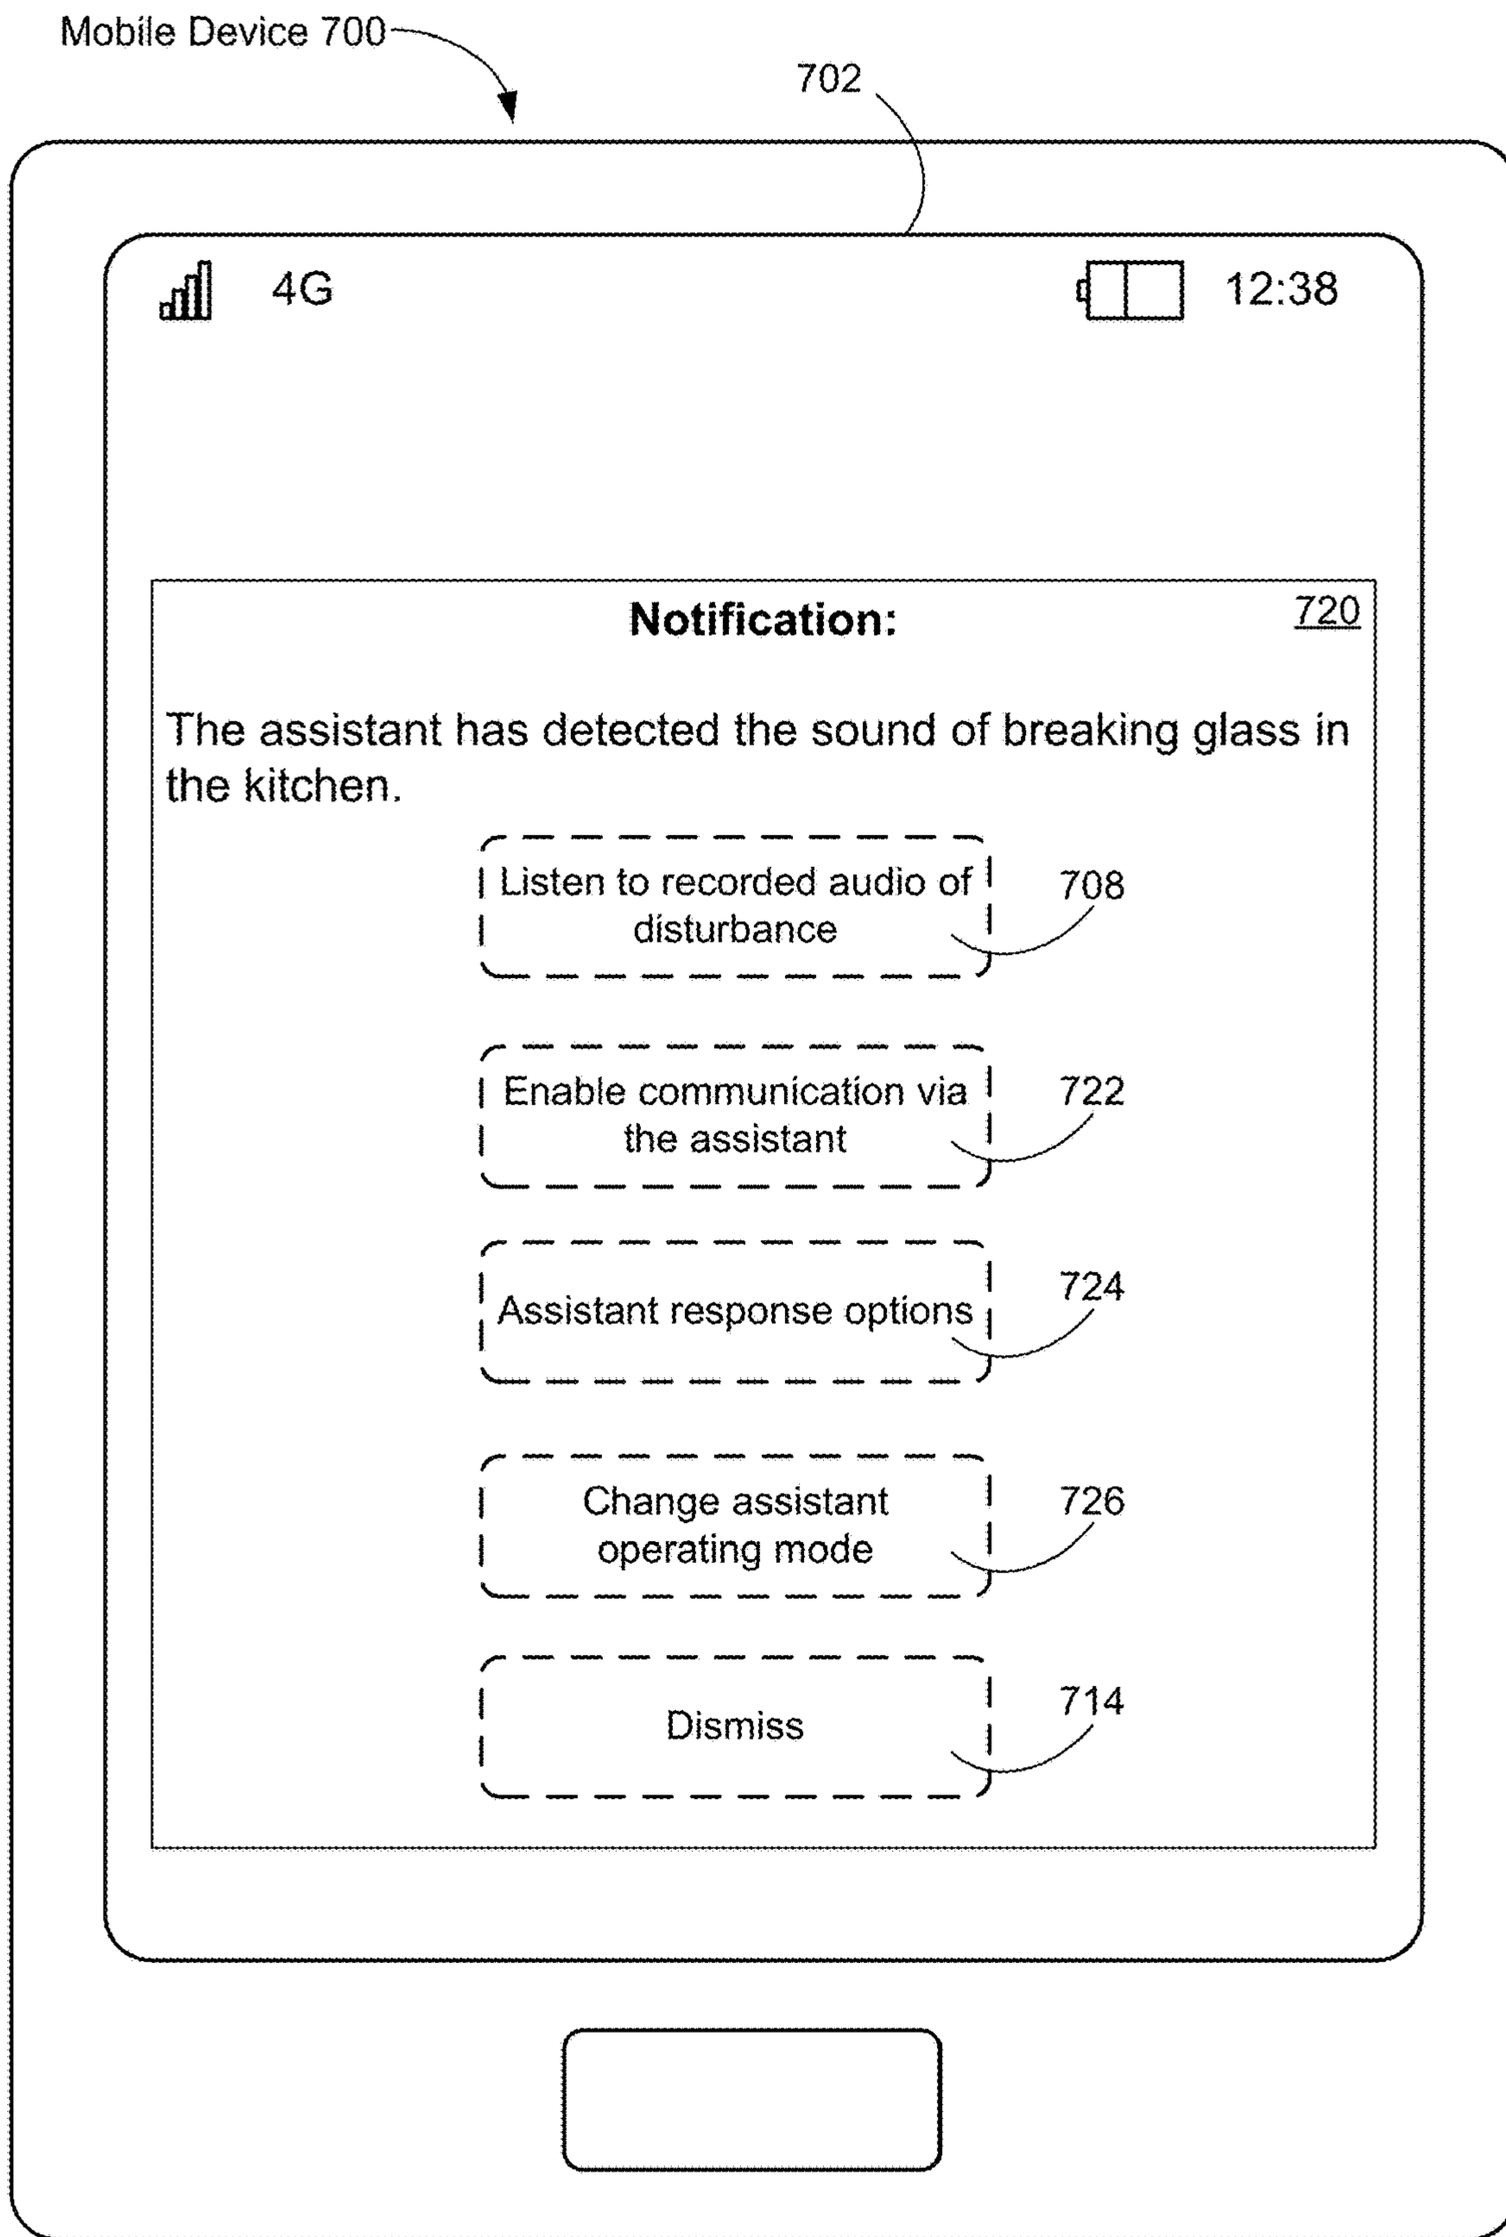 Mobile Device 700
702
4G 12:38
Notification: 720
The assistant has detected the sound of breaking glass in
the kitchen.
Listen to recorded audio of
disturbance
708
Enable communication via
the assistant
722
Assistant response options
724
Change assistant
operating mode
726
Dismiss
714